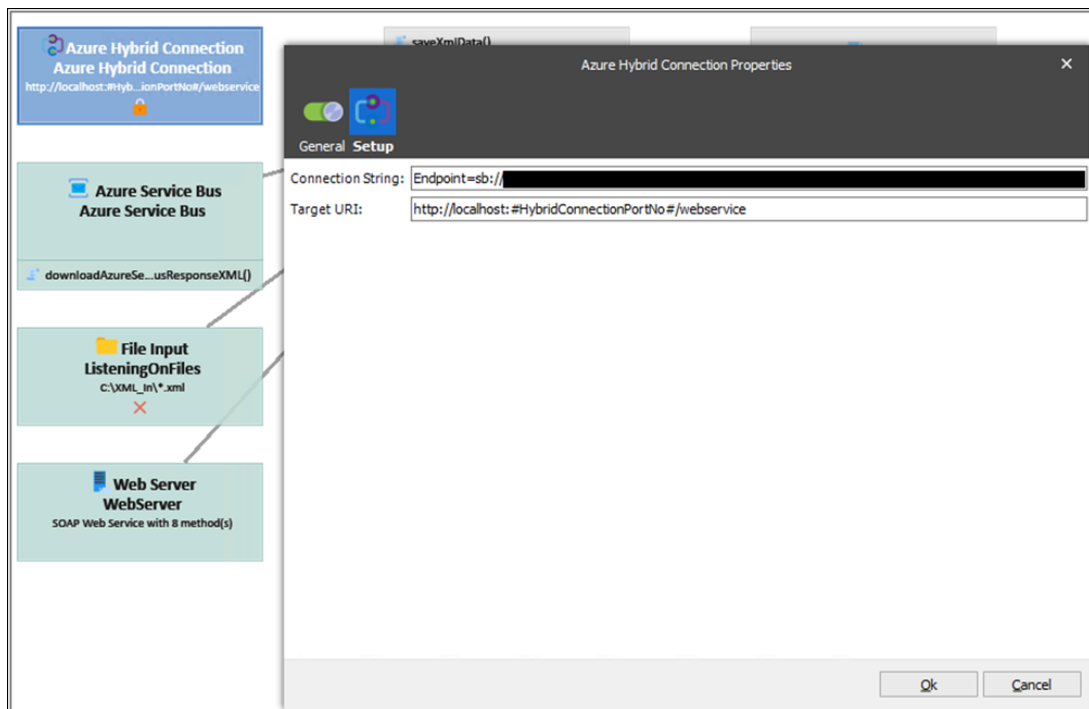 Azure Hybrid Connection
Azure Hybrid Connection
http://localhost:#Hyb...ionPortNo#/webservice
Azure Service Bus
Azure Service Bus
downloadAzureSe...usResponseXML()
File Input
ListeningOnFiles
C:\XML_In\*.xml
Web Server
WebServer
SOAP Web Service with 8 method(s)
saveXmlData()
Azure Hybrid Connection Properties
General Setup
Connection String: Endpoint=sb://
Target URI: http://localhost:#HybridConnectionPortNo#/webservice
Ok Cancel